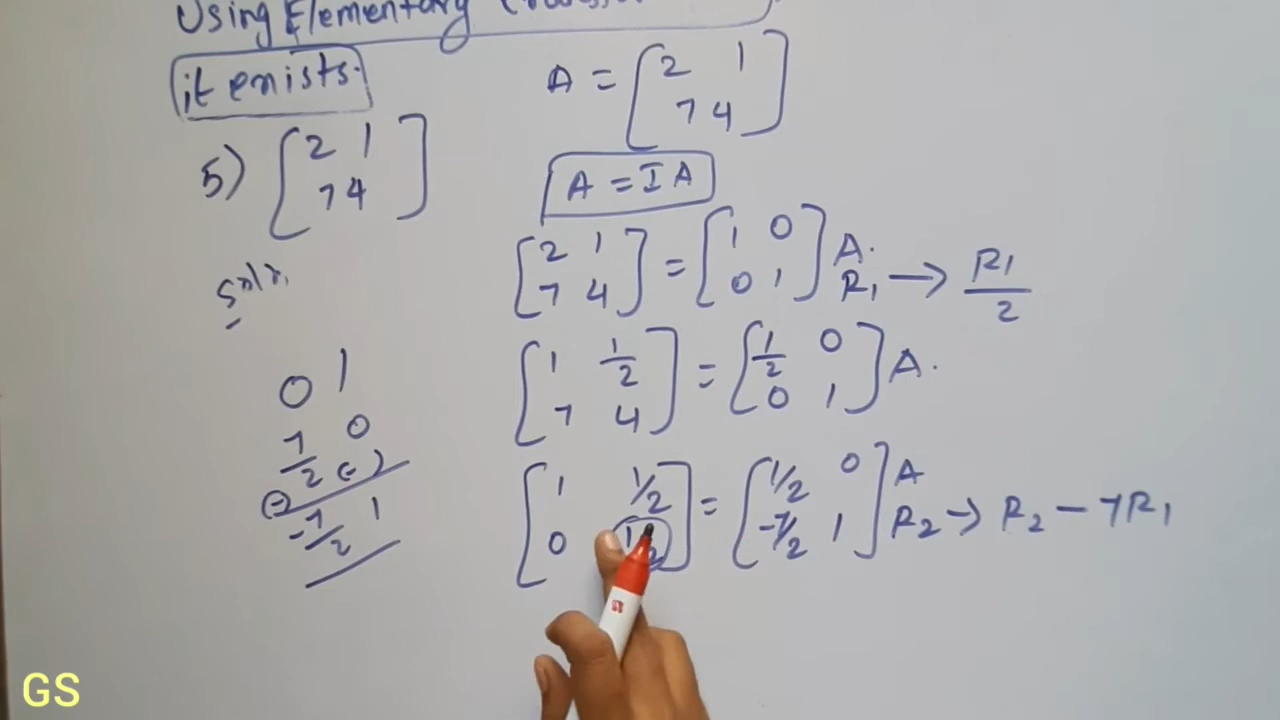 Using Elementary
it exists.
5) [2 1
7 4]
Soln.
0 1
7/2 0
(-) (-)
-7/2 1
A = [2 1
7 4]
A = IA
[2 1
7 4] = [1 0
0 1] A.
R1 → R1/2
[1 1/2
7 4] = [1/2 0
0 1] A.
[1 1/2
0 1/2] = [1/2 0
-7/2 1] A
R2 → R2 - 7R1
GS